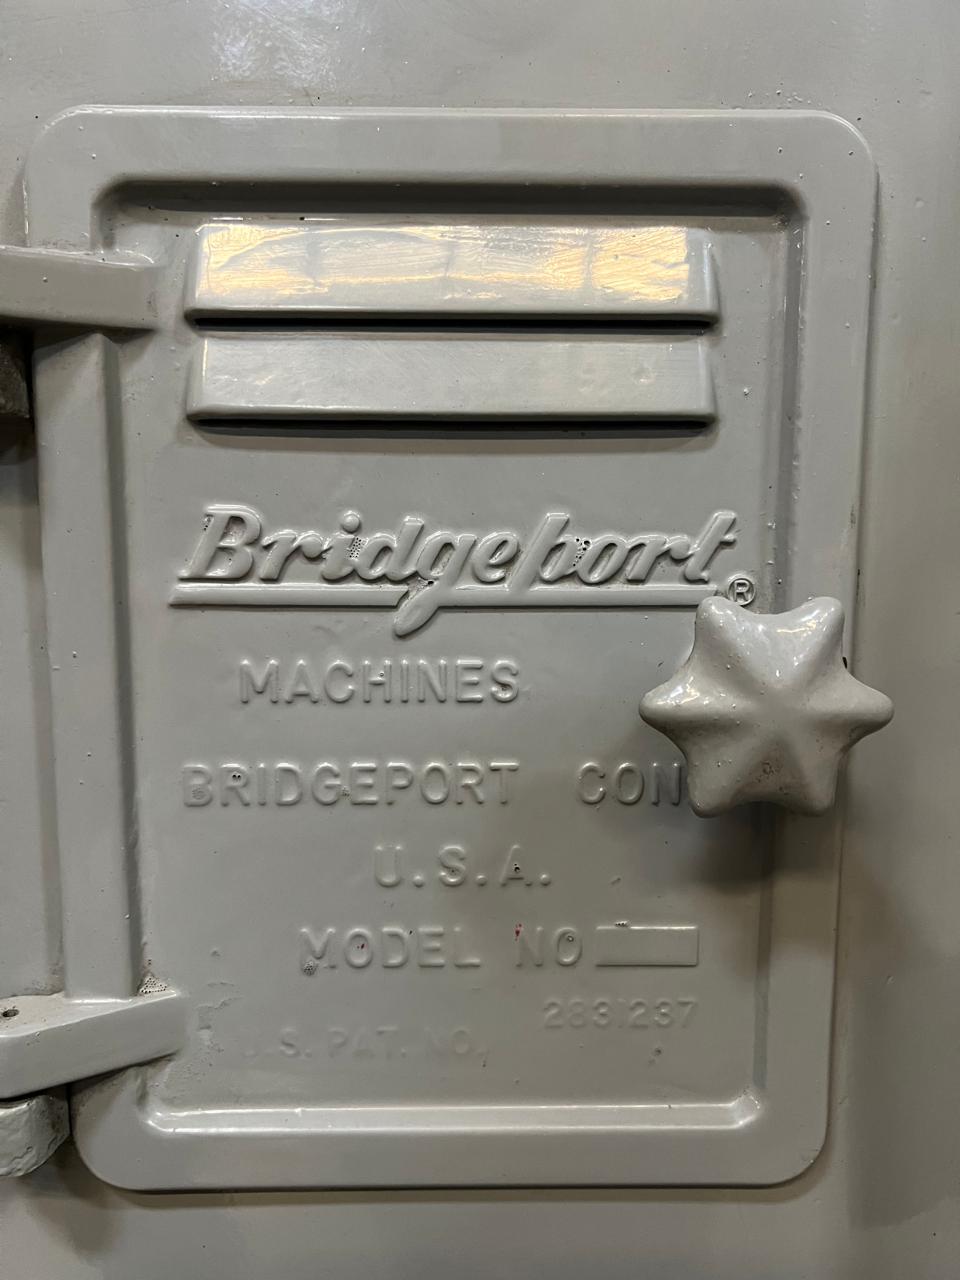 Bridgeport®
MACHINES
BRIDGEPORT CON
U.S.A.
MODEL NO
2831237
U.S. PAT. NO.